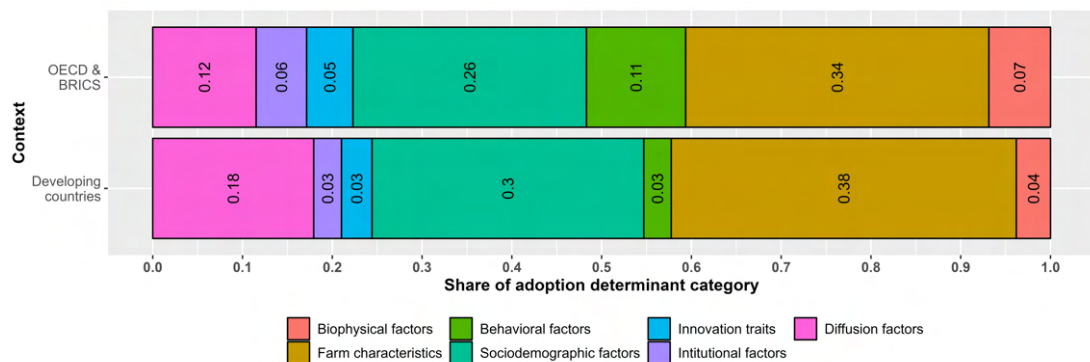 Context
OECD &
BRICS
0.12
0.06
0.05
0.26
0.11
0.34
0.07
Developing
countries
0.18
0.03
0.03
0.3
0.03
0.38
0.04
0.0 0.1 0.2 0.3 0.4 0.5 0.6 0.7 0.8 0.9 1.0
Share of adoption determinant category
Biophysical factors Behavioral factors Innovation traits Diffusion factors
Farm characteristics Sociodemographic factors Intitutional factors